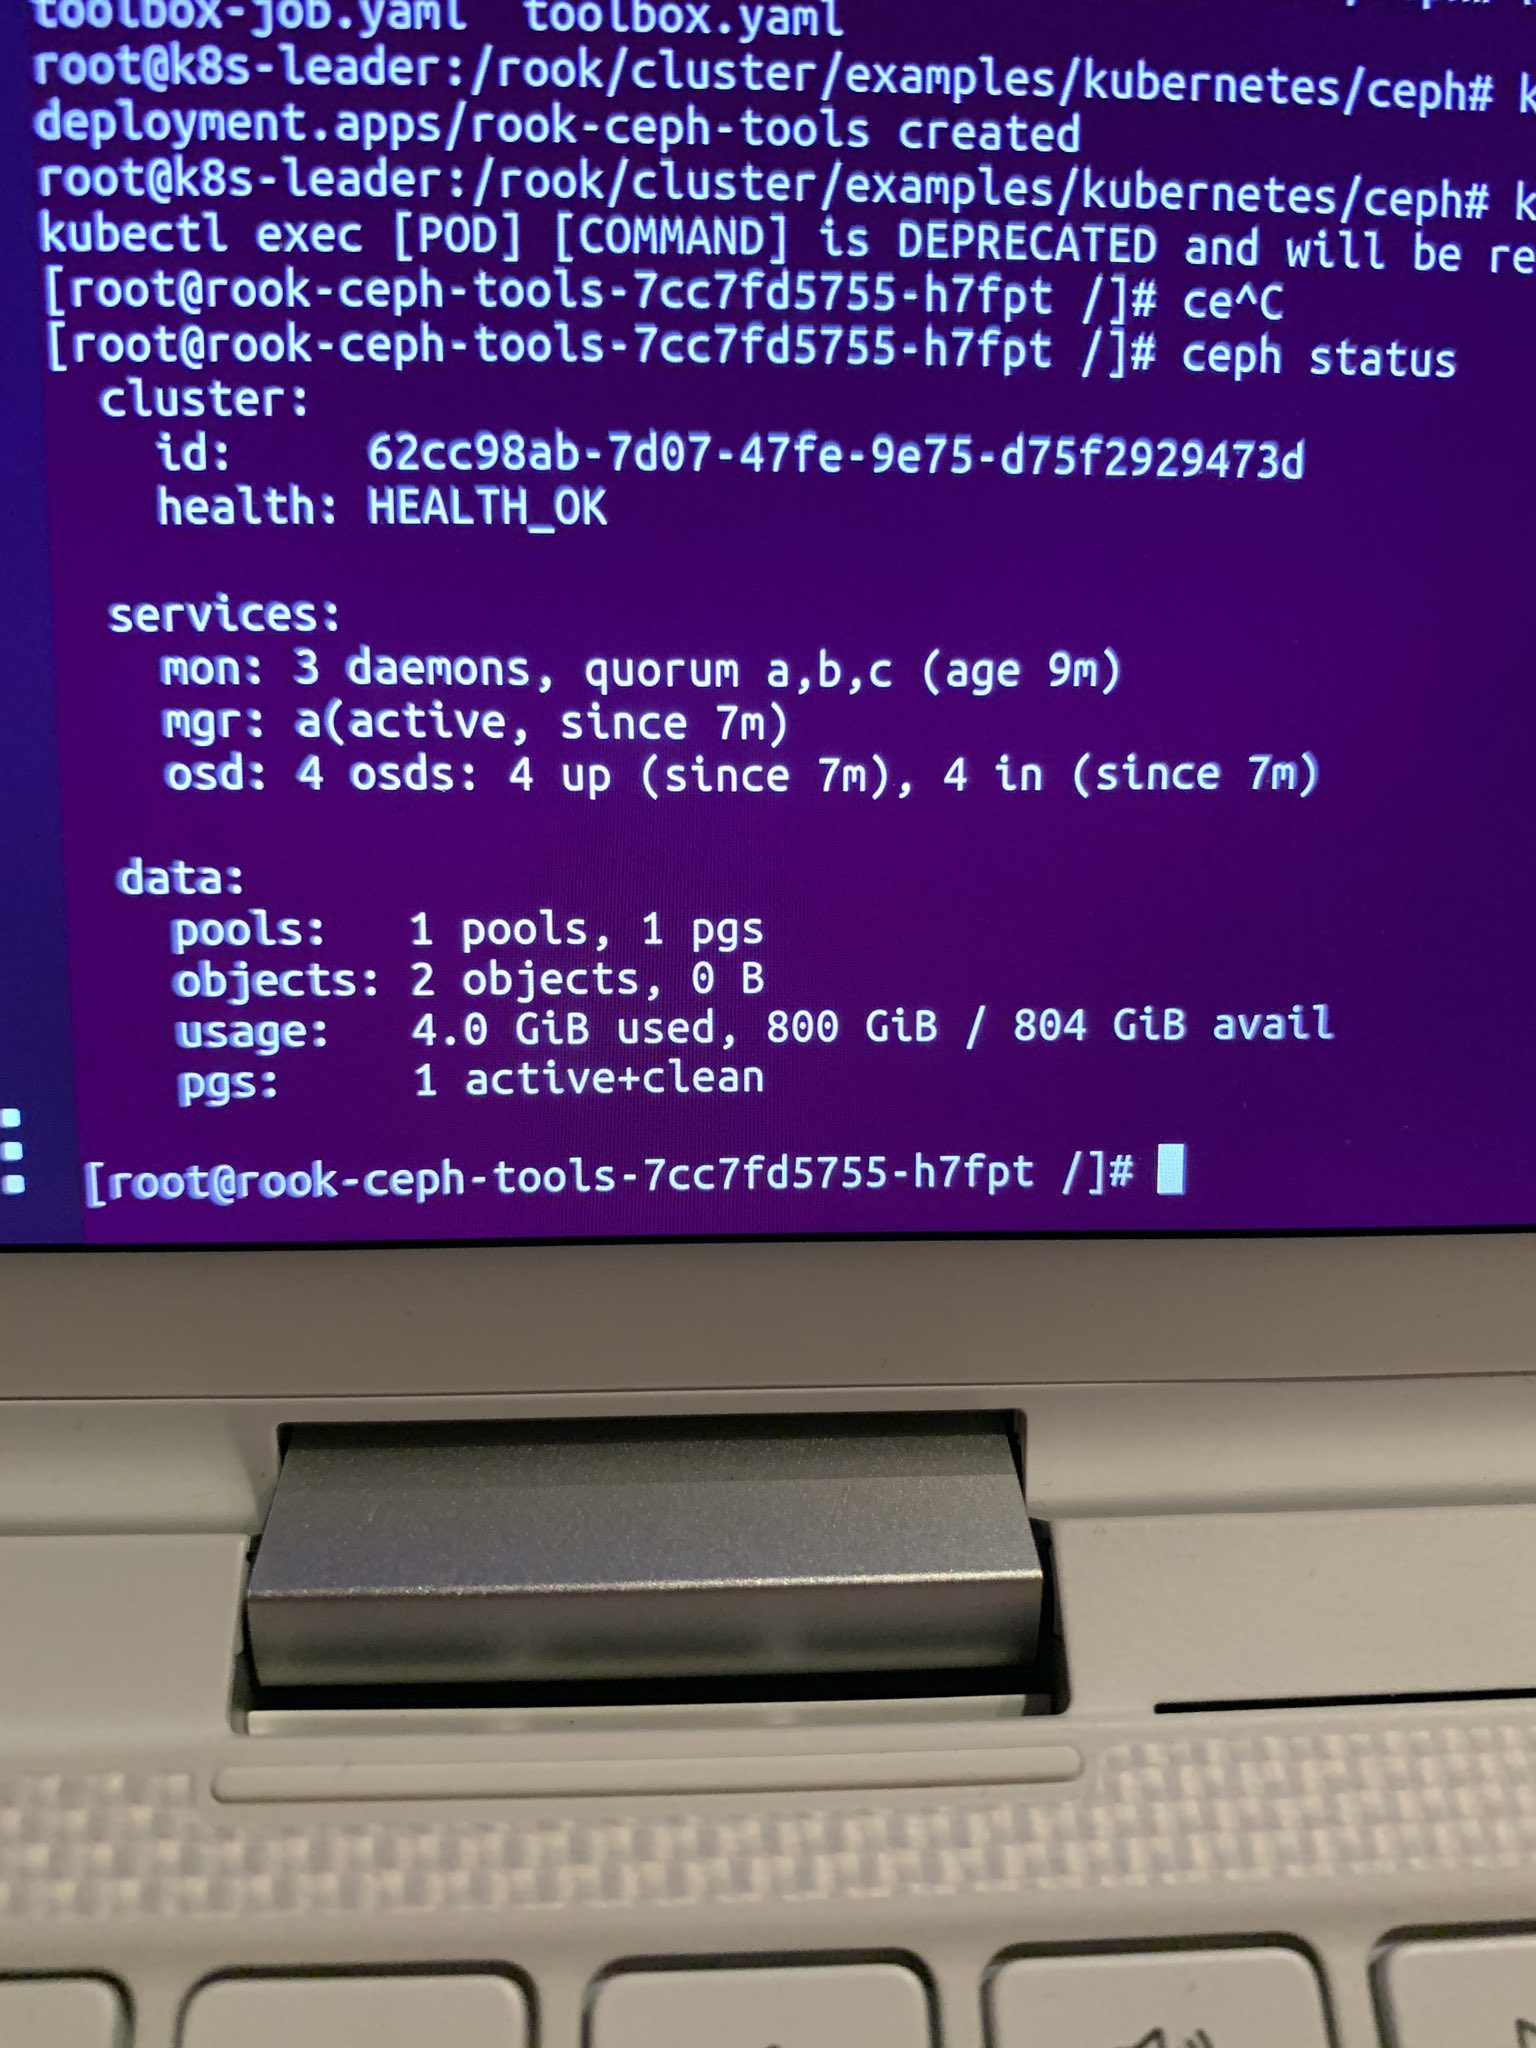 toolbox-job.yaml  toolbox.yaml
root@k8s-leader:/rook/cluster/examples/kubernetes/ceph# k
deployment.apps/rook-ceph-tools created
root@k8s-leader:/rook/cluster/examples/kubernetes/ceph# k
kubectl exec [POD] [COMMAND] is DEPRECATED and will be re
[root@rook-ceph-tools-7cc7fd5755-h7fpt /]# ce^C
[root@rook-ceph-tools-7cc7fd5755-h7fpt /]# ceph status
  cluster:
    id:     62cc98ab-7d07-47fe-9e75-d75f2929473d
    health: HEALTH_OK

  services:
    mon: 3 daemons, quorum a,b,c (age 9m)
    mgr: a(active, since 7m)
    osd: 4 osds: 4 up (since 7m), 4 in (since 7m)

  data:
    pools:   1 pools, 1 pgs
    objects: 2 objects, 0 B
    usage:   4.0 GiB used, 800 GiB / 804 GiB avail
    pgs:     1 active+clean

[root@rook-ceph-tools-7cc7fd5755-h7fpt /]#